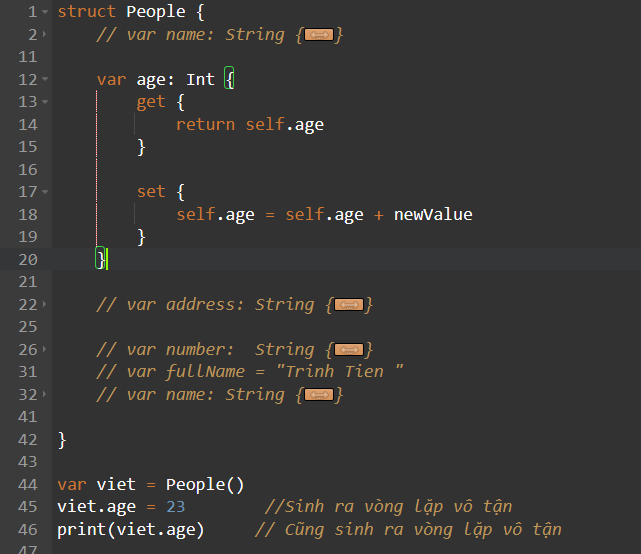 1 struct People {
2 // var name: String {}
11
12 var age: Int {
13 get {
14 return self.age
15 }
16
17 set {
18 self.age = self.age + newValue
19 }
20 }
21
22 // var address: String {}
25
26 // var number:  String {}
31 // var fullName = "Trinh Tien "
32 // var name: String {}
41
42 }
43
44 var viet = People()
45 viet.age = 23 //Sinh ra vòng lặp vô tận
46 print(viet.age) // Cũng sinh ra vòng lặp vô tận
47